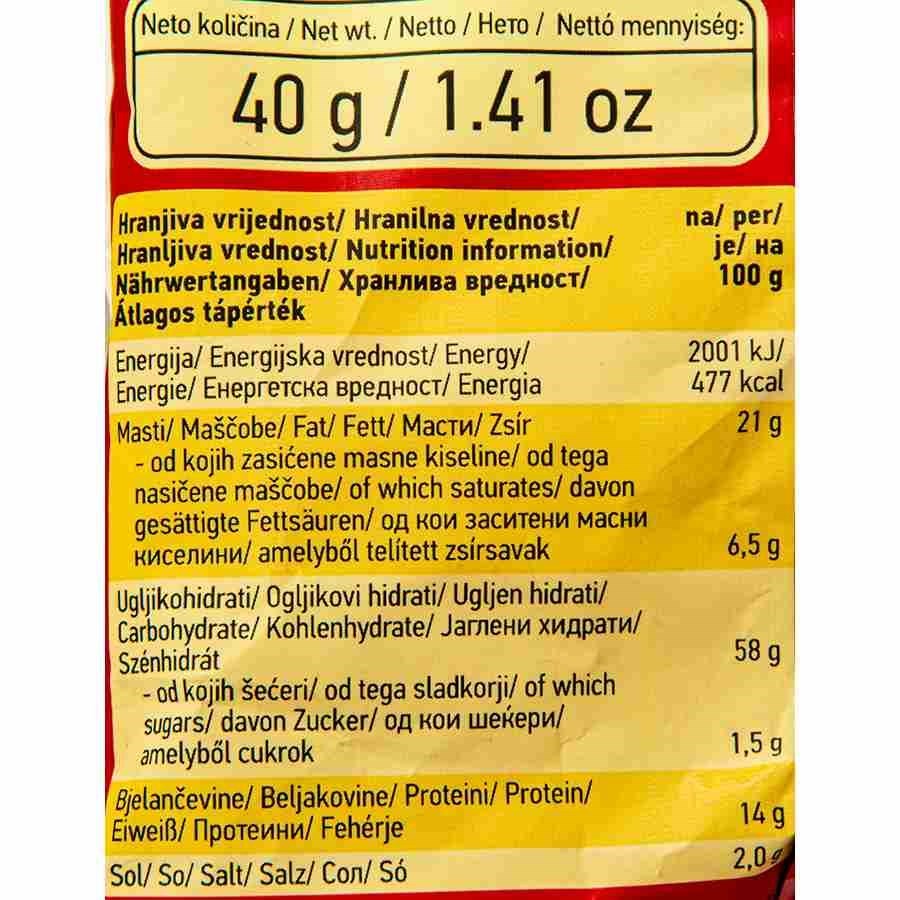 Neto količina / Net wt. / Netto / Нето / Nettó mennyiség:
40 g / 1.41 oz
Hranjiva vrijednost/ Hranilna vrednost/ na/ per/
Hranljiva vrednost/ Nutrition information/ je/ на
Nährwertangaben/ Хранлива вредност/ 100 g
Átlagos tápérték
Energija/ Energijska vrednost/ Energy/ 2001 kJ/
Energie/ Енергетска вредност/ Energia 477 kcal
Masti/ Maščobe/ Fat/ Fett/ Масти/ Zsír 21 g
- od kojih zasićene masne kiseline/ od tega
nasičene maščobe/ of which saturates/ davon
gesättigte Fettsäuren/ од кои заситени масни
киселини/ amelyből telített zsírsavak 6,5 g
Ugljikohidrati/ Ogljikovi hidrati/ Ugljen hidrati/
Carbohydrate/ Kohlenhydrate/ Јаглени хидрати/
Szénhidrát 58 g
- od kojih šećeri/ od tega sladkorji/ of which
sugars/ davon Zucker/ од кои шеќери/
amelyből cukrok 1,5 g
Bjelančevine/ Beljakovine/ Proteini/ Protein/
Eiweiß/ Протеини/ Fehérje 14 g
Sol/ So/ Salt/ Salz/ Сол/ Só 2,0 g